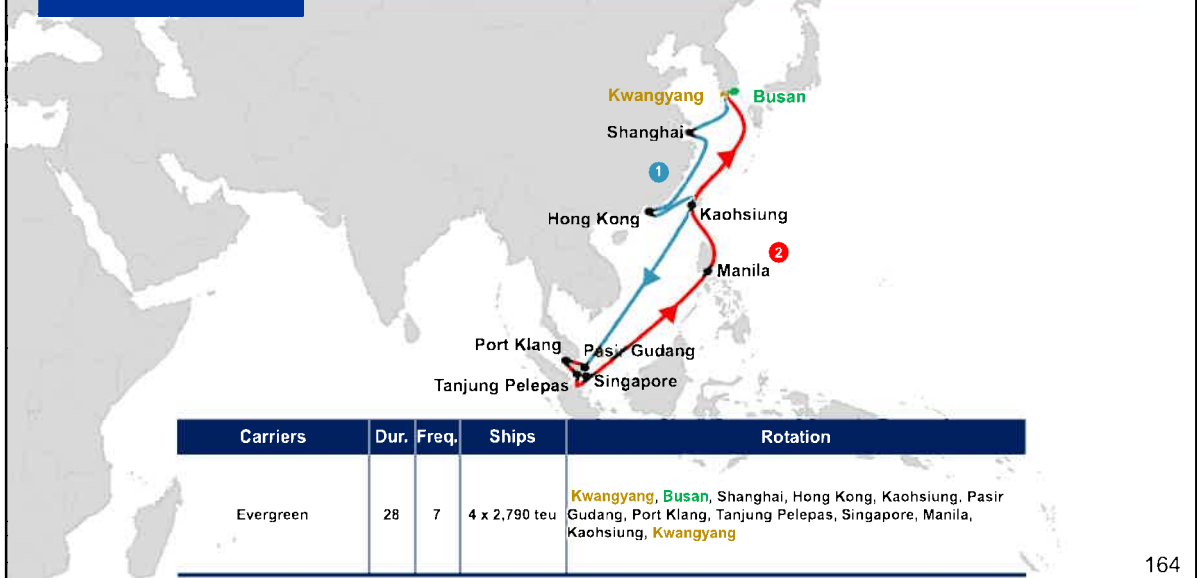 Kwangyang
Busan
Shanghai
1
Hong Kong
Kaohsiung
2
Manila
Port Klang
Pasir Gudang
Tanjung Pelepas
Singapore
Carriers Dur. Freq. Ships Rotation
Evergreen 28 7 4 x 2,790 teu
Kwangyang, Busan, Shanghai, Hong Kong, Kaohsiung, Pasir
Gudang, Port Klang, Tanjung Pelepas, Singapore, Manila,
Kaohsiung, Kwangyang
164